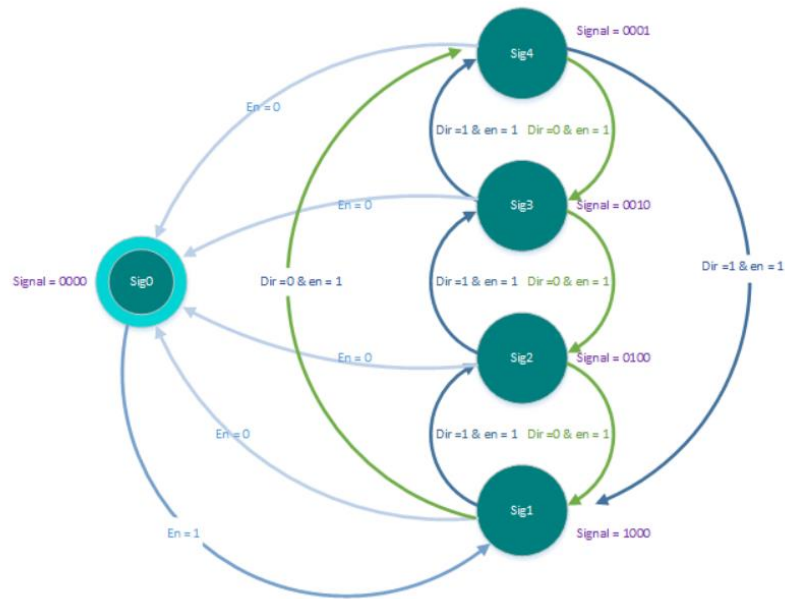 Signal = 0001
Sig4
En = 0
Dir =1 & en = 1
Dir =0 & en = 1
Sig3
Signal = 0010
En = 0
Dir =1 & en = 1
Signal = 0000
Sig0
Dir =0 & en = 1
Dir =1 & en = 1
Dir =0 & en = 1
En = 0
Sig2
Signal = 0100
En = 0
Dir =1 & en = 1
Dir =0 & en = 1
Sig1
En = 1
Signal = 1000